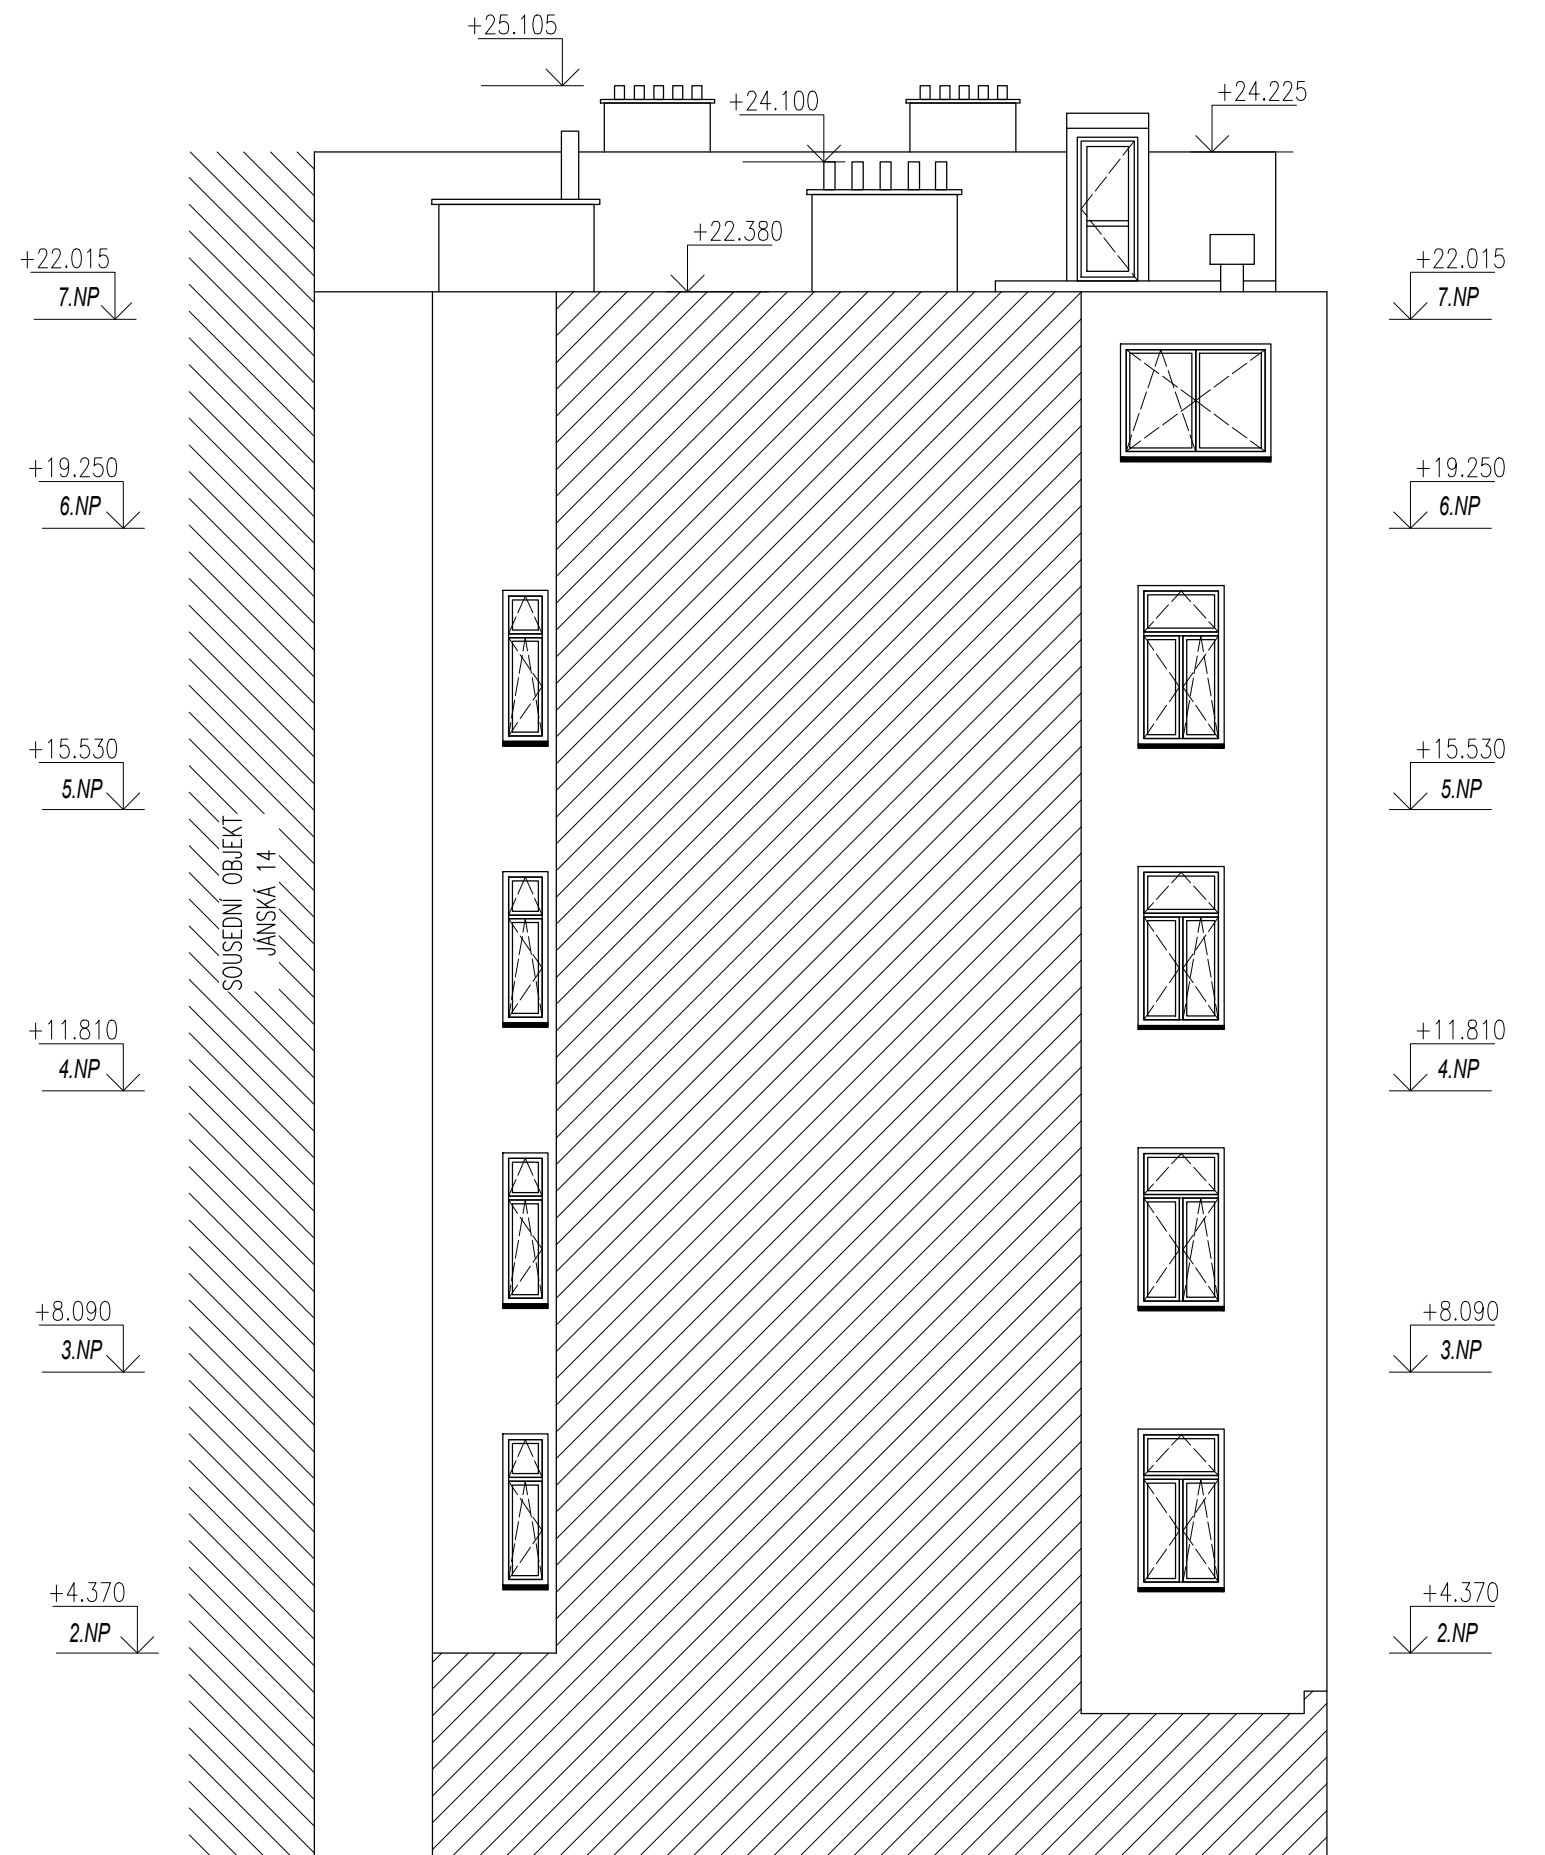 +25.105
+24.100
+24.225
+22.380
+22.015
7.NP
+22.015
7.NP
+19.250
6.NP
+19.250
6.NP
+15.530
5.NP
+15.530
5.NP
SOUSEDNÍ OBJEKT
JÁNSKÁ 14
+11.810
4.NP
+11.810
4.NP
+8.090
3.NP
+8.090
3.NP
+4.370
2.NP
+4.370
2.NP